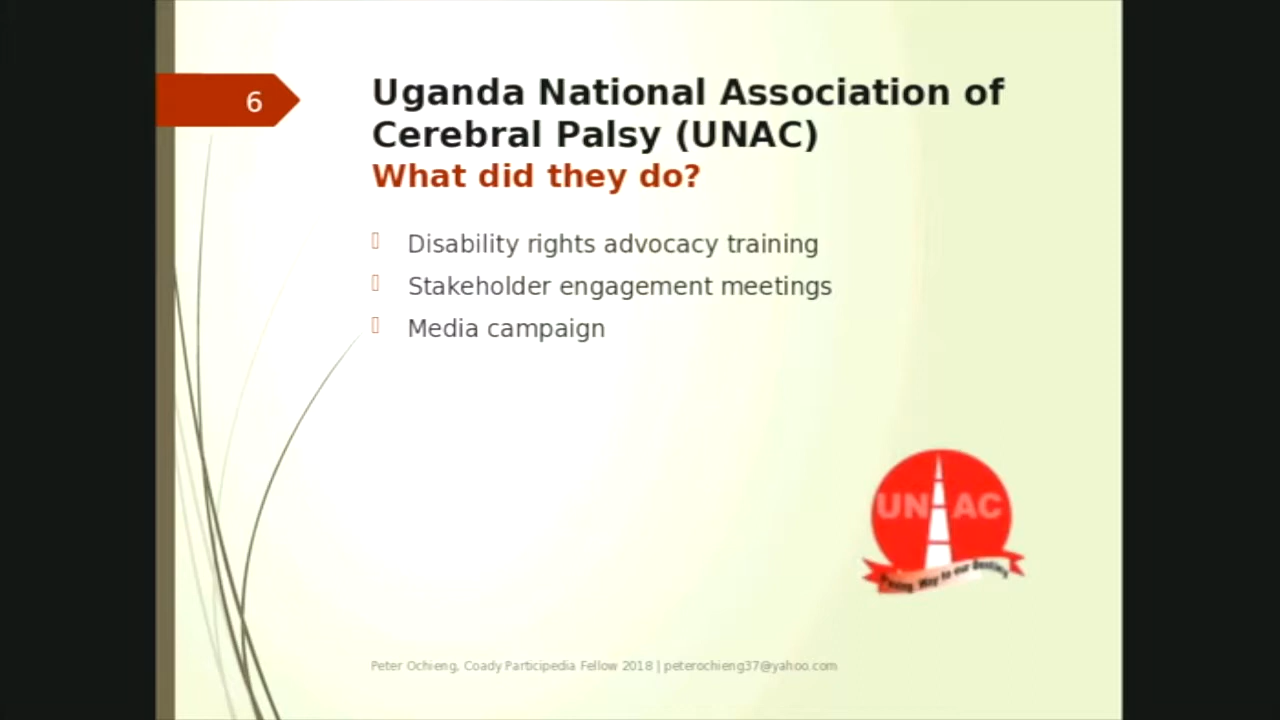 6
Uganda National Association of
Cerebral Palsy (UNAC)
What did they do?
Disability rights advocacy training
Stakeholder engagement meetings
Media campaign
UNAC
Paving Way to our Destiny
Peter Ochieng, Coady Participedia Fellow 2018 | peterochieng37@yahoo.com